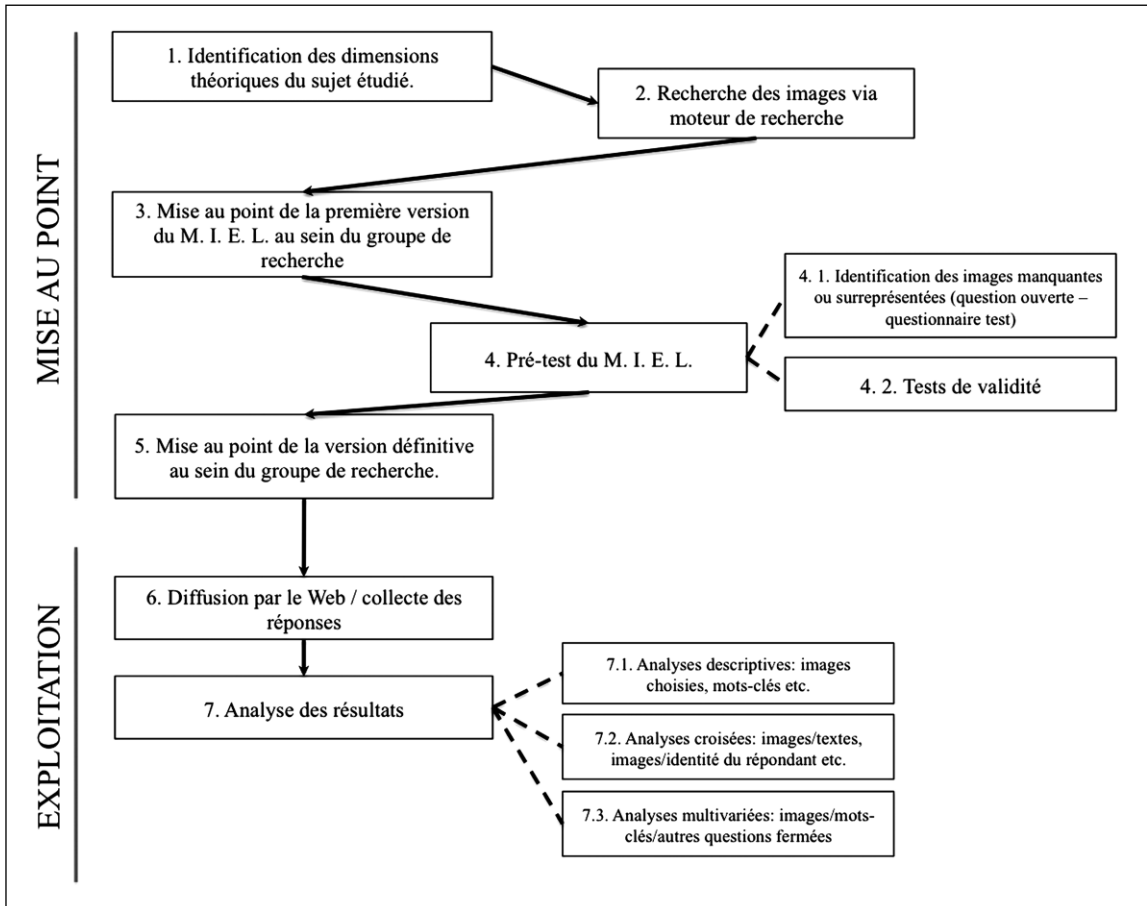 MISE AU POINT
1. Identification des dimensions
théoriques du sujet étudié.
2. Recherche des images via
moteur de recherche
3. Mise au point de la première version
du M. I. E. L. au sein du groupe de
recherche
4. Pré-test du M. I. E. L.
4. 1. Identification des images manquantes
ou surreprésentées (question ouverte –
questionnaire test)
4. 2. Tests de validité
5. Mise au point de la version définitive
au sein du groupe de recherche.
EXPLOITATION
6. Diffusion par le Web / collecte des
réponses
7. Analyse des résultats
7.1. Analyses descriptives: images
choisies, mots-clés etc.
7.2. Analyses croisées: images/textes,
images/identité du répondant etc.
7.3. Analyses multivariées: images/mots-
clés/autres questions fermées